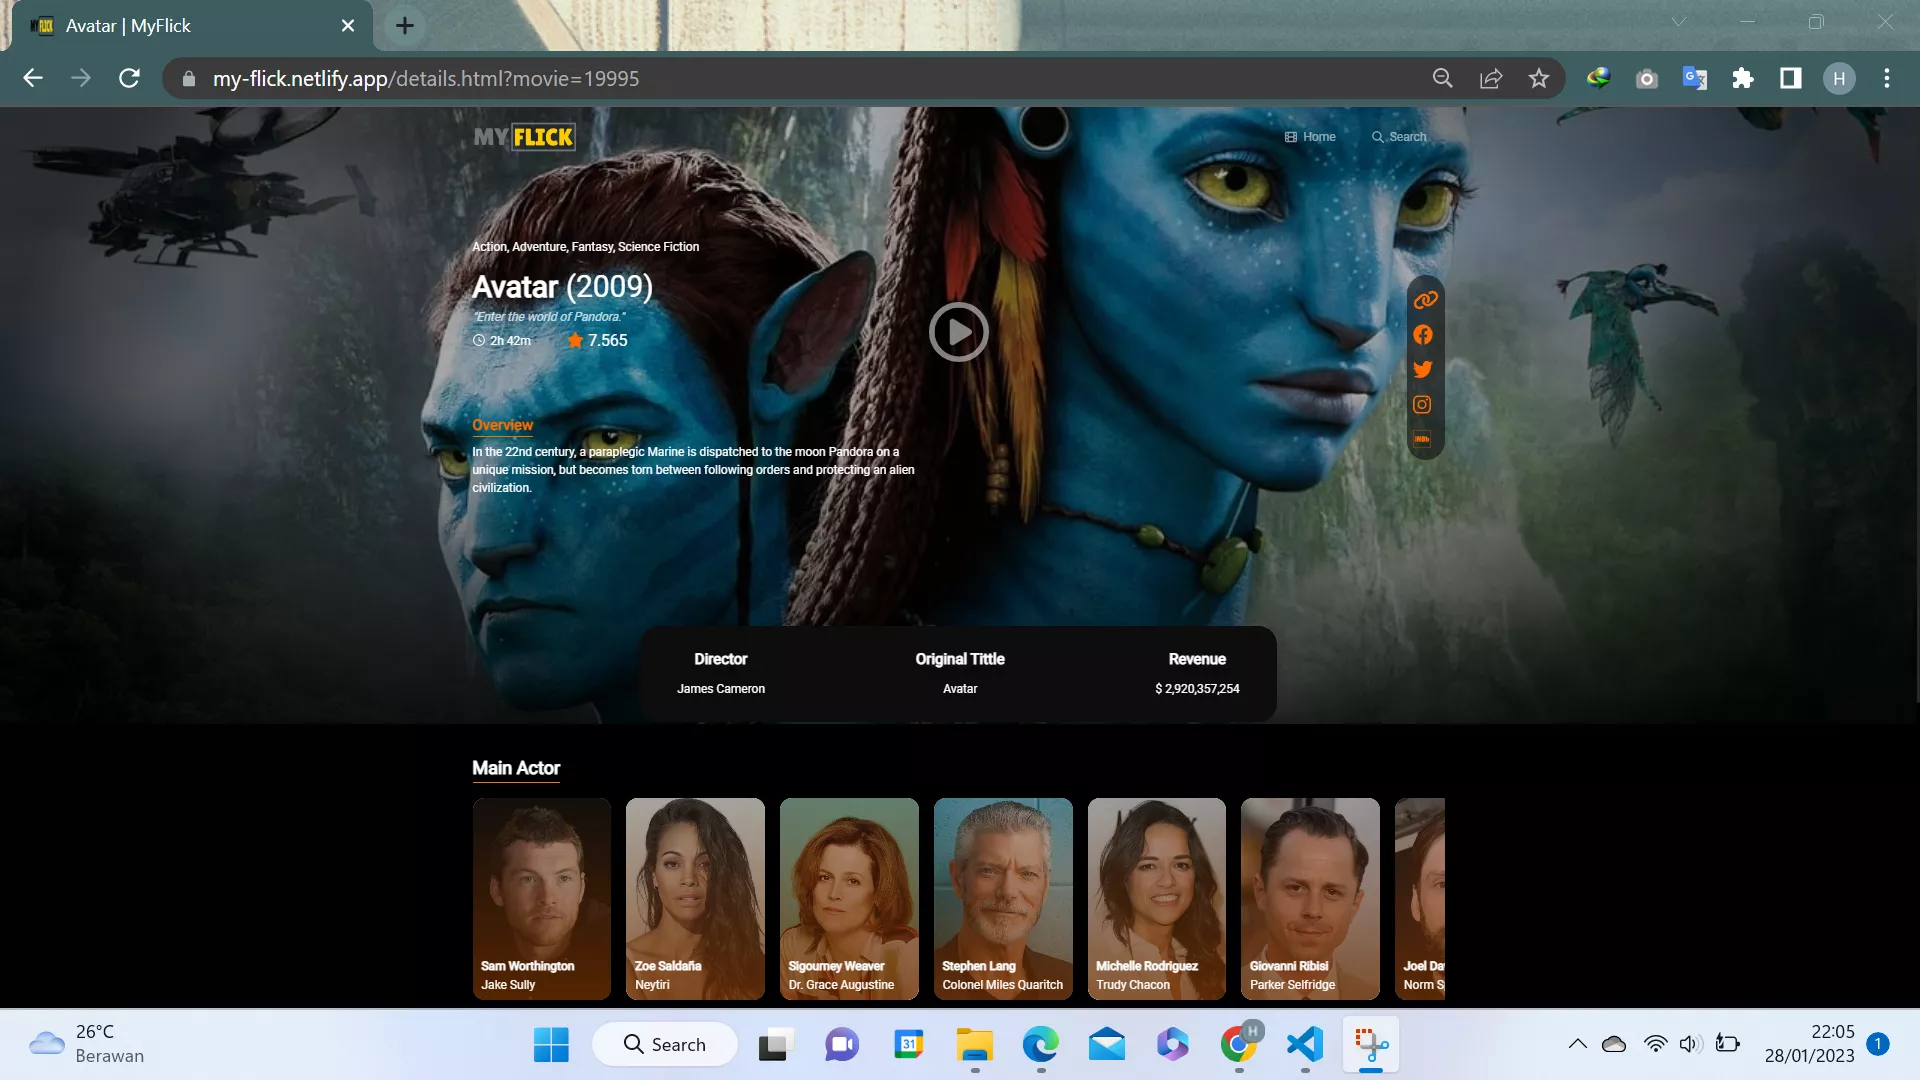 Avatar | MyFlick
my-flick.netlify.app/details.html?movie=19995
H
MY FLICK
Home
Search
Action, Adventure, Fantasy, Science Fiction
Avatar (2009)
"Enter the world of Pandora."
2h 42m
7.565
Overview
In the 22nd century, a paraplegic Marine is dispatched to the moon Pandora on a
unique mission, but becomes torn between following orders and protecting an alien
civilization.
IMDb
Director
Original Tittle
Revenue
James Cameron
Avatar
$ 2,920,357,254
Main Actor
Sam Worthington
Jake Sully
Zoe Saldaña
Neytiri
Sigourney Weaver
Dr. Grace Augustine
Stephen Lang
Colonel Miles Quaritch
Michelle Rodriguez
Trudy Chacon
Giovanni Ribisi
Parker Selfridge
Joel Da
Norm S
26°C
Berawan
Search
31
H
22:05
28/01/2023
1